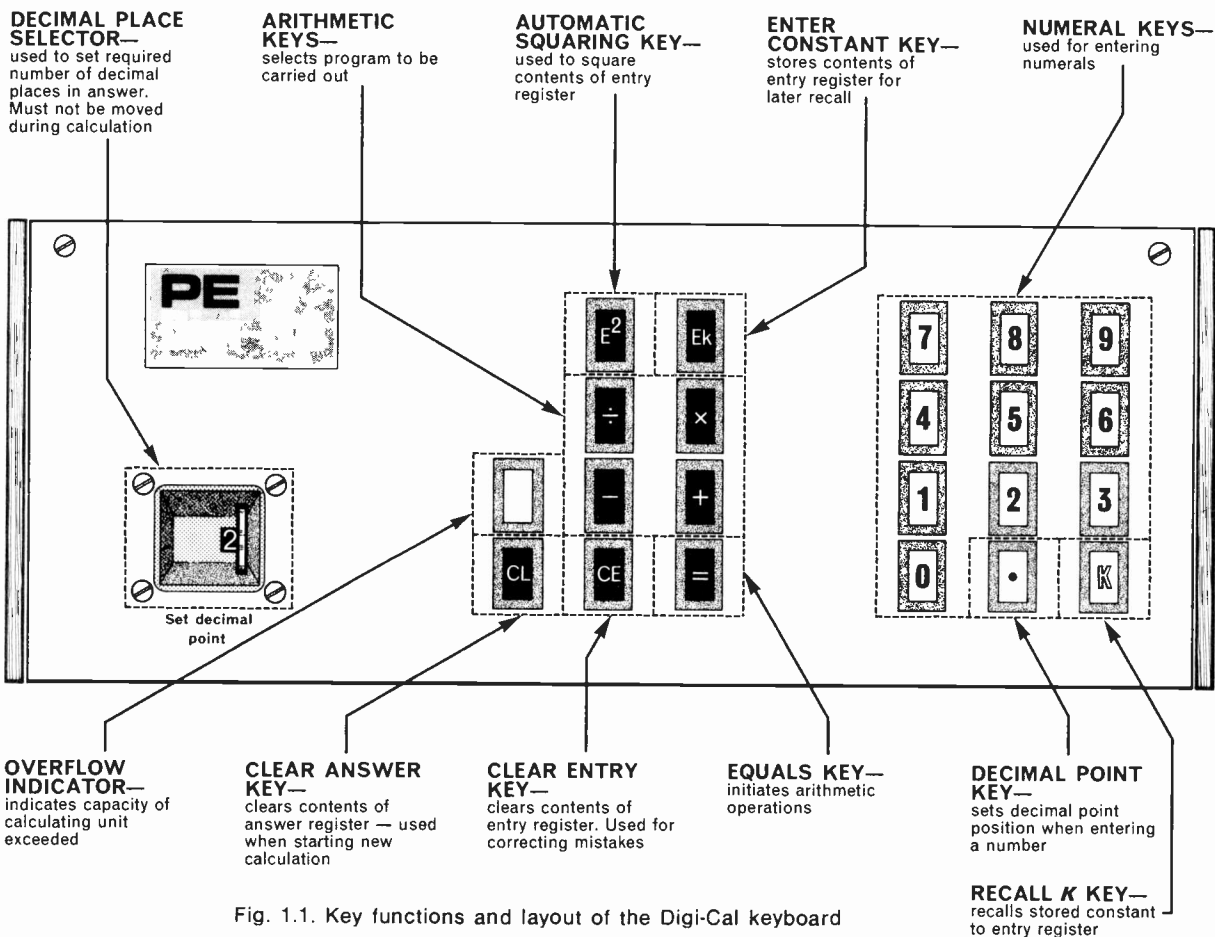 DECIMAL PLACE
SELECTOR—
used to set required
number of decimal
places in answer.
Must not be moved
during calculation
ARITHMETIC
KEYS—
selects program to be
carried out
AUTOMATIC
SQUARING KEY—
used to square
contents of entry
register
ENTER
CONSTANT KEY—
stores contents of
entry register for
later recall
NUMERAL KEYS—
used for entering
numerals
PE
E² Ek
÷ ×
− +
CL CE =
7 8 9
4 5 6
1 2 3
0 • K
2
Set decimal
point
OVERFLOW
INDICATOR—
indicates capacity of
calculating unit
exceeded
CLEAR ANSWER
KEY—
clears contents of
answer register — used
when starting new
calculation
CLEAR ENTRY
KEY—
clears contents of
entry register. Used for
correcting mistakes
EQUALS KEY—
initiates arithmetic
operations
DECIMAL POINT
KEY—
sets decimal point
position when entering
a number
RECALL K KEY—
recalls stored constant
to entry register
Fig. 1.1. Key functions and layout of the Digi-Cal keyboard